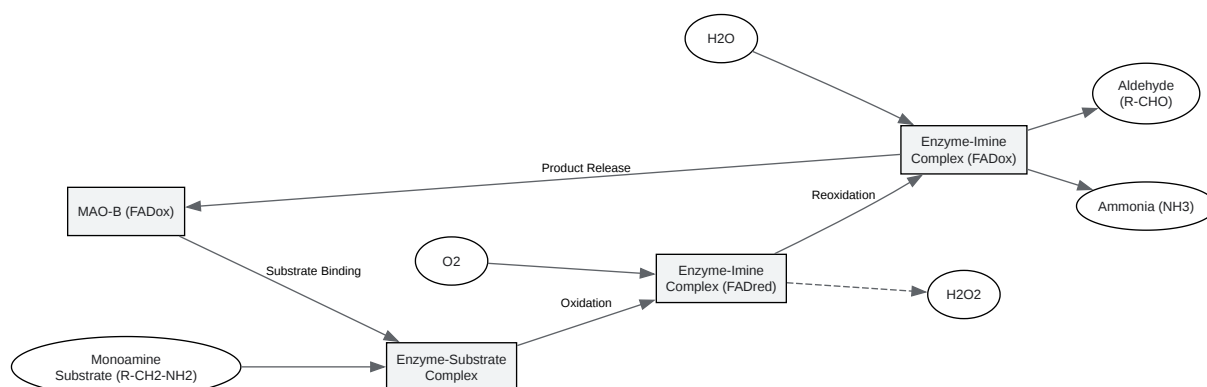 H2O
Aldehyde
(R-CHO)
Enzyme-Imine
Complex (FADox)
Product Release
Reoxidation
Ammonia (NH3)
MAO-B (FADox)
O2
Substrate Binding
Enzyme-Imine
Complex (FADred)
H2O2
Oxidation
Monoamine
Substrate (R-CH2-NH2)
Enzyme-Substrate
Complex